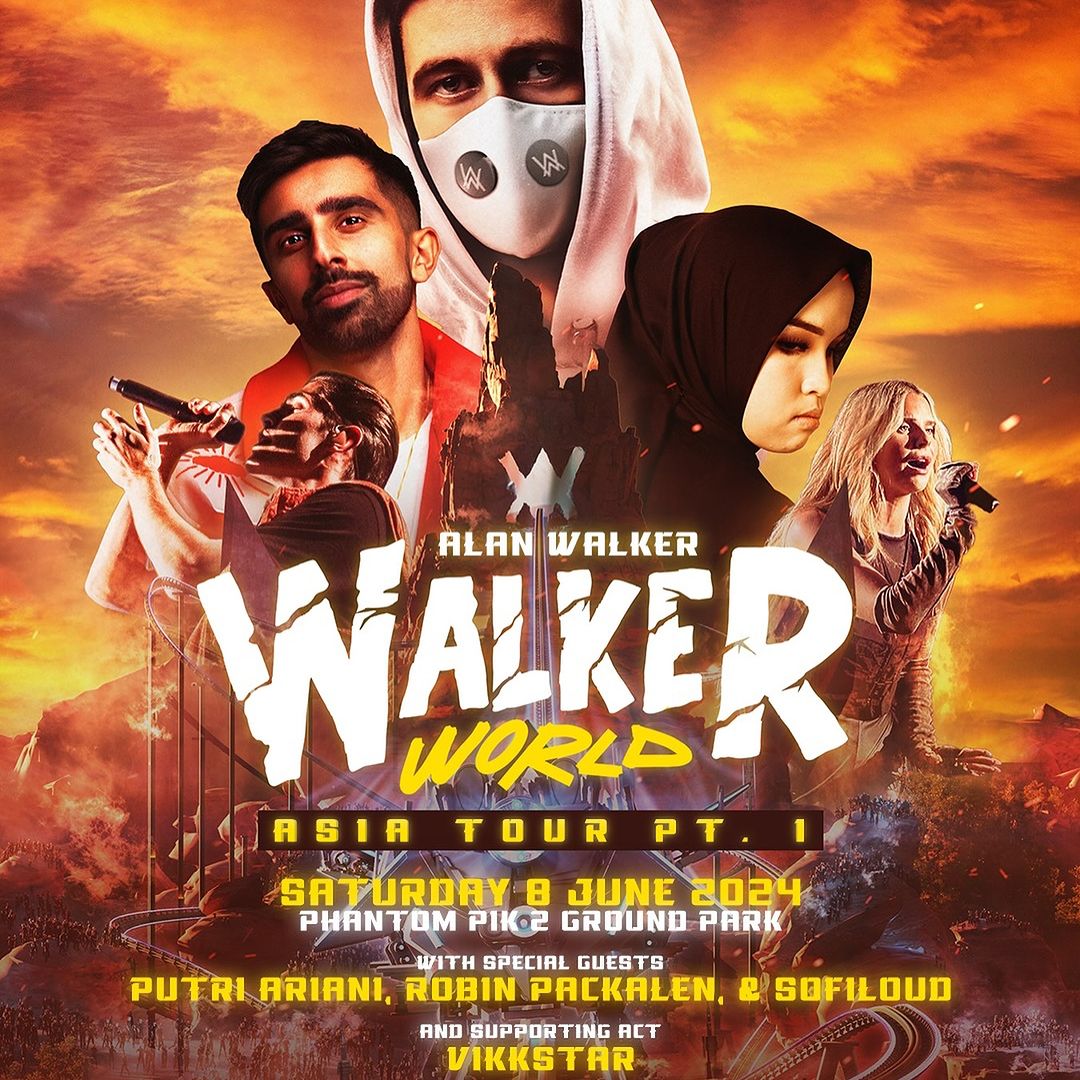 ALAN WALKER
WALKER
WORLD
ASIA TOUR PT. 1
SATURDAY 8 JUNE 2024
PHANTOM PIK 2 GROUND PARK
WITH SPECIAL GUESTS
PUTRI ARIANI, ROBIN PACKALEN, & SØFILOUD
AND SUPPORTING ACT
VIKKSTAR